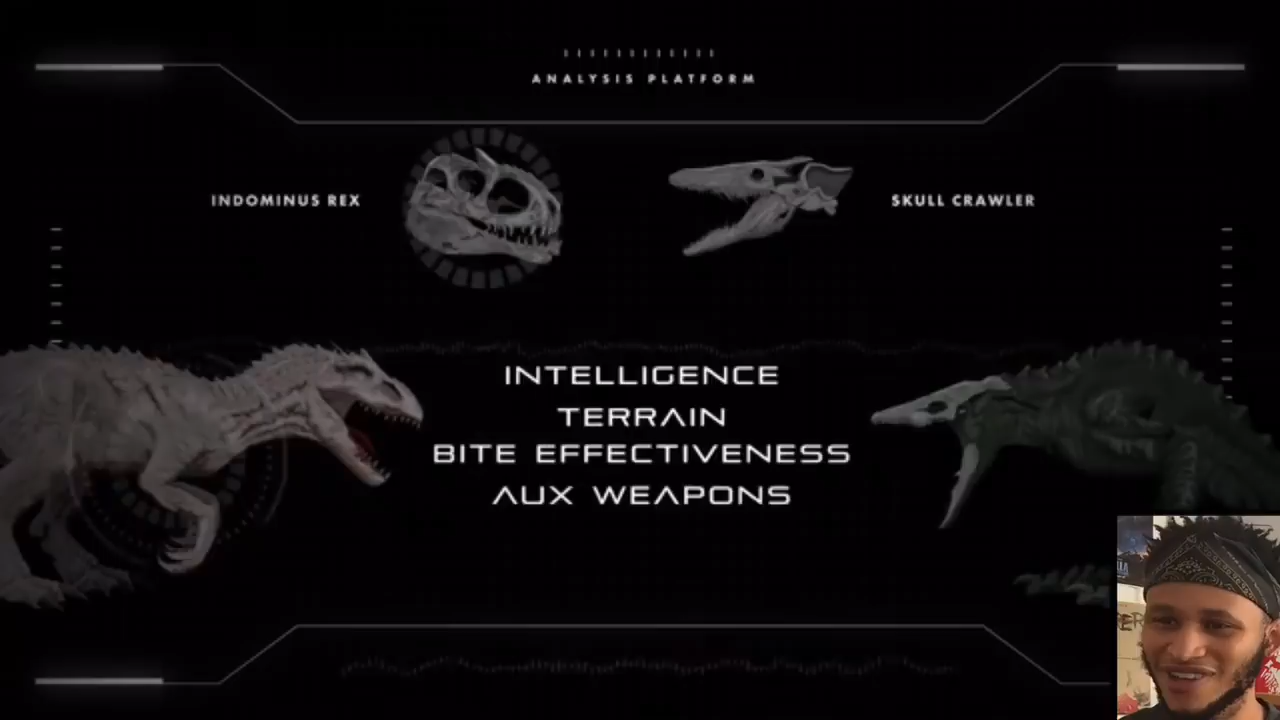 ANALYSIS PLATFORM
INDOMINUS REX
SKULL CRAWLER
INTELLIGENCE
TERRAIN
BITE EFFECTIVENESS
AUX WEAPONS